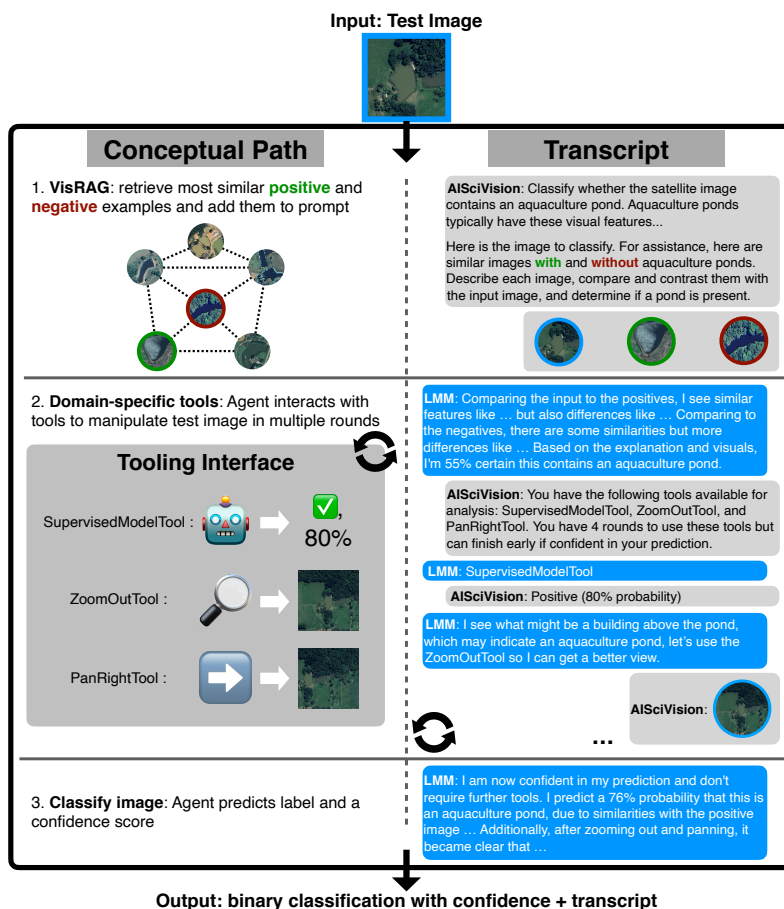 Input: Test Image
Conceptual Path
1. VisRAG: retrieve most similar positive and
negative examples and add them to prompt
2. Domain-specific tools: Agent interacts with
tools to manipulate test image in multiple rounds
Tooling Interface
SupervisedModelTool :
,
80%
ZoomOutTool :
PanRightTool :
3. Classify image: Agent predicts label and a
confidence score
Transcript
AISciVision: Classify whether the satellite image
contains an aquaculture pond. Aquaculture ponds
typically have these visual features...
Here is the image to classify. For assistance, here are
similar images with and without aquaculture ponds.
Describe each image, compare and contrast them with
the input image, and determine if a pond is present.
LMM: Comparing the input to the positives, I see similar
features like … but also differences like … Comparing to
the negatives, there are some similarities but more
differences like … Based on the explanation and visuals,
I'm 55% certain this contains an aquaculture pond.
AISciVision: You have the following tools available for
analysis: SupervisedModelTool, ZoomOutTool, and
PanRightTool. You have 4 rounds to use these tools but
can finish early if confident in your prediction.
LMM: SupervisedModelTool
AISciVision: Positive (80% probability)
LMM: I see what might be a building above the pond,
which may indicate an aquaculture pond, let's use the
ZoomOutTool so I can get a better view.
AISciVision:
...
LMM: I am now confident in my prediction and don't
require further tools. I predict a 76% probability that this is
an aquaculture pond, due to similarities with the positive
image … Additionally, after zooming out and panning, it
became clear that …
Output: binary classification with confidence + transcript